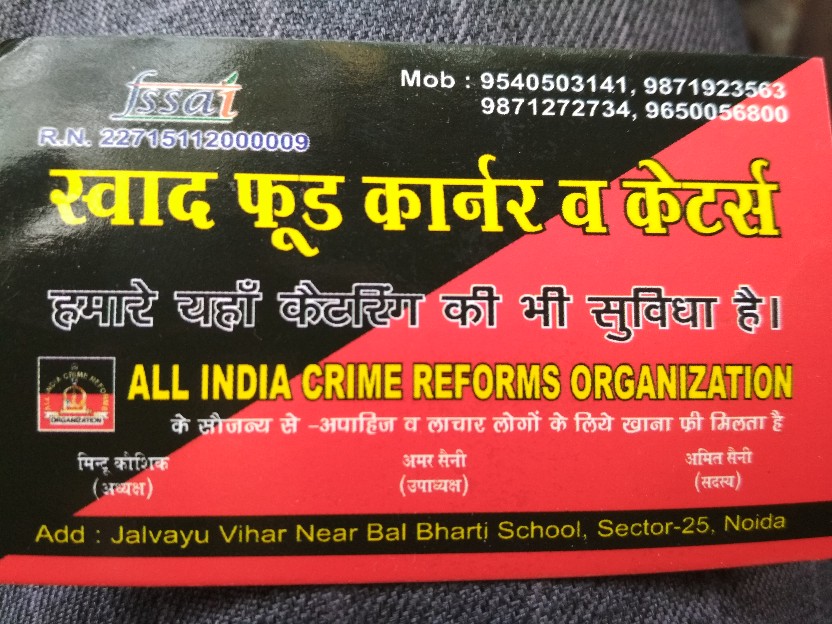 fssai
R.N. 22715112000009
Mob : 9540503141, 9871923563
9871272734, 9650056800
स्वाद फूड कार्नर व केटर्स
हमारे यहाँ कैटरिंग की भी सुविधा है।
ALL INDIA CRIME REFORMS ORGANIZATION
के सौजन्य से -अपाहिज व लाचार लोगों के लिये खाना फ्री मिलता है
मिन्टू कौशिक अमर सैनी अमित सैनी
(अध्यक्ष) (उपाध्यक्ष) (सदस्य)
Add : Jalvayu Vihar Near Bal Bharti School, Sector-25, Noida